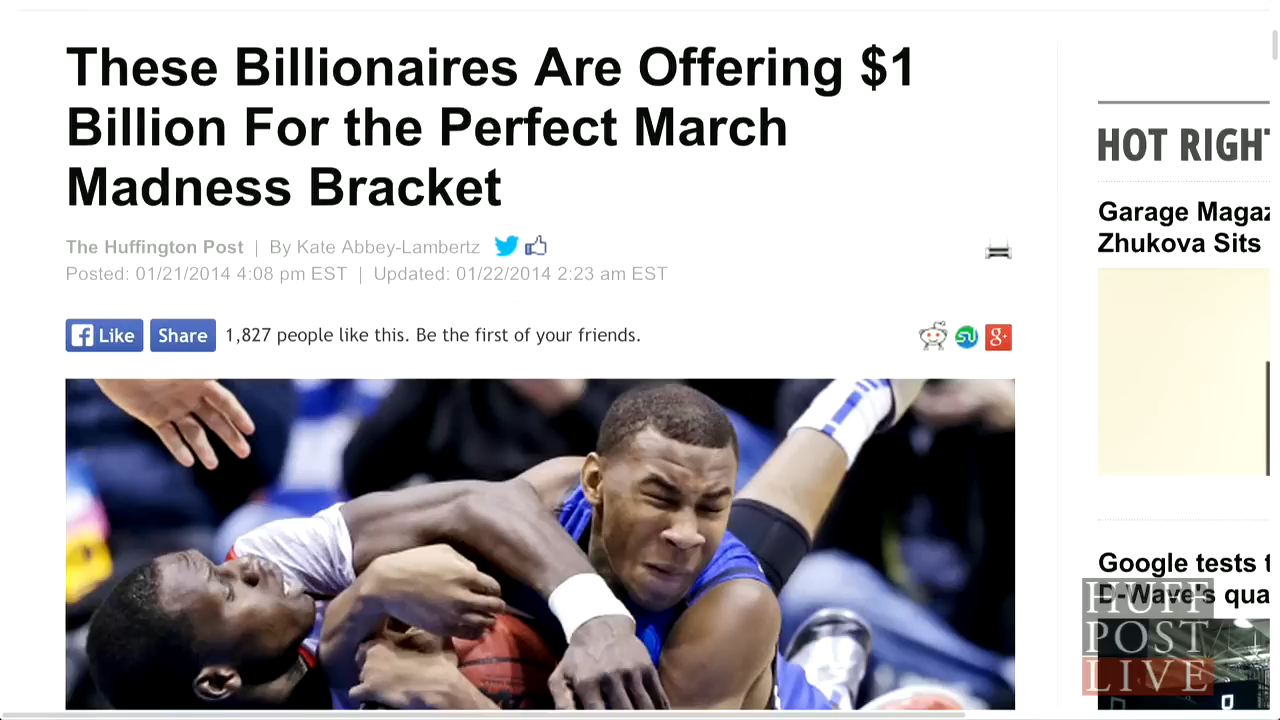 These Billionaires Are Offering $1
Billion For the Perfect March
Madness Bracket
The Huffington Post | By Kate Abbey-Lambertz
Posted: 01/21/2014 4:08 pm EST | Updated: 01/22/2014 2:23 am EST
Like Share 1,827 people like this. Be the first of your friends.
HOT RIGHT
Garage Magaz
Zhukova Sits
Google tests t
D-Wave's qua
HUFF
POST
LIVE